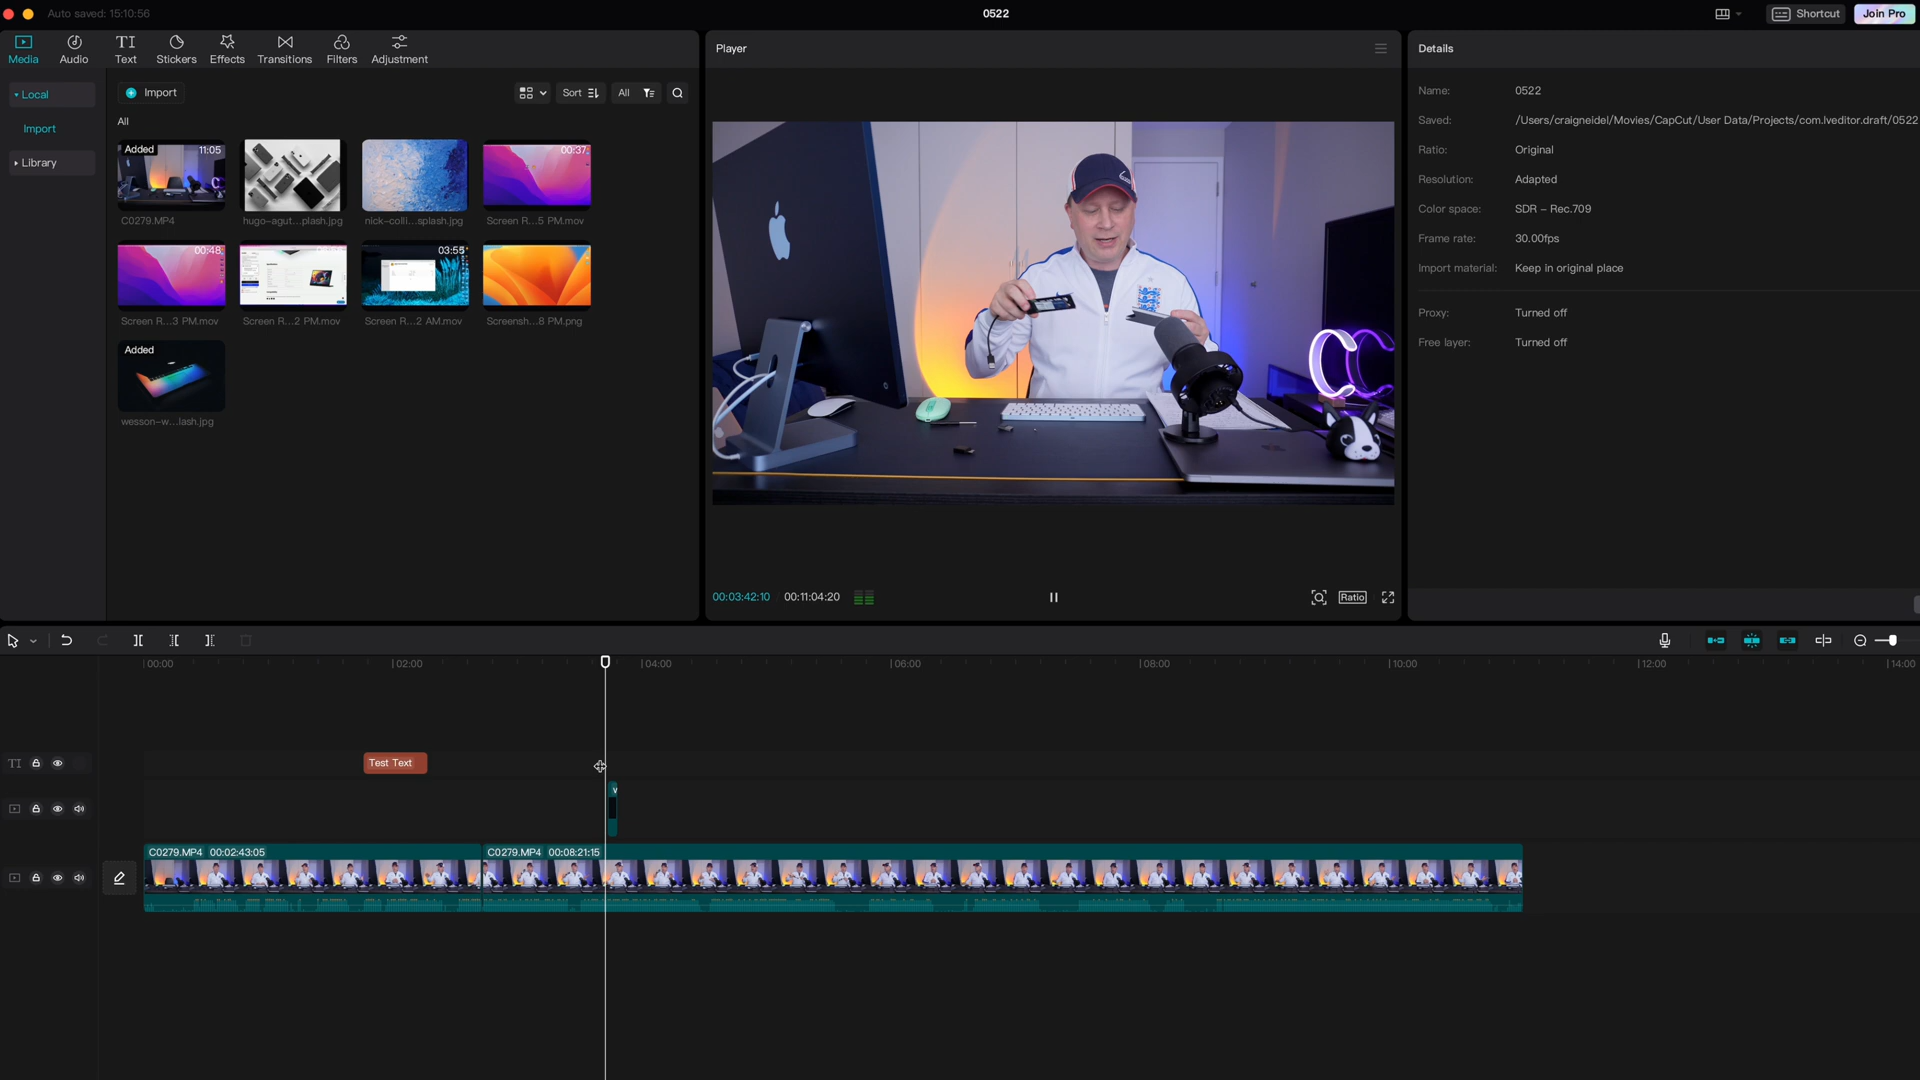 Auto saved: 15:10:56
0522
Shortcut
Join Pro
Media
Audio
TI
Text
Stickers
Effects
Transitions
Filters
Adjustment
Local
Import
Library
Import
Sort
All
All
Added
11:05
C0279.MP4
hugo-agut...plash.jpg
nick-colli...splash.jpg
00:37
Screen R...5 PM.mov
00:48
Screen R...3 PM.mov
Screen R...2 PM.mov
03:55
Screen R...2 AM.mov
Screensh...8 PM.png
Added
wesson-w...lash.jpg
Player
00:03:42:10
00:11:04:20
Ratio
Details
Name:
0522
Saved:
/Users/craigneidel/Movies/CapCut/User Data/Projects/com.lveditor.draft/0522
Ratio:
Original
Resolution:
Adapted
Color space:
SDR – Rec.709
Frame rate:
30.00fps
Import material:
Keep in original place
Proxy:
Turned off
Free layer:
Turned off
00:00
02:00
04:00
06:00
08:00
10:00
12:00
14:00
TI
Test Text
C0279.MP4 00:02:43:05
C0279.MP4 00:08:21:15